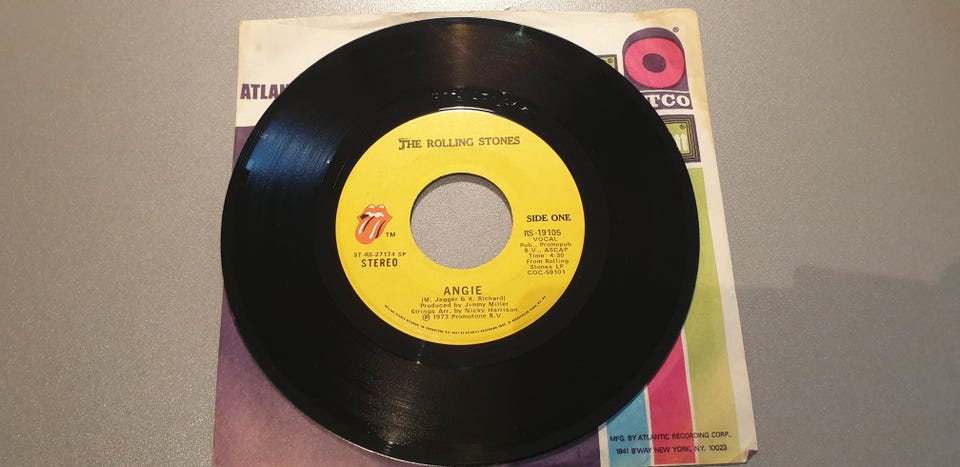 ATLAN
®
TCO
THE ROLLING STONES
TM
SIDE ONE
RS-19105
VOCAL
Pub., Promopub
B.V., ASCAP
Time: 4:30
From Rolling
Stones LP
COC-59101
ST-RS-27174 SP
STEREO
ANGIE
(M. Jagger & K. Richard)
Produced by Jimmy Miller
Strings Arr. by Nicky Harrison
℗ 1973 Promotone B.V.
MFG. BY ATLANTIC RECORDING CORP.,
1841 B'WAY NEW YORK, N.Y. 10023